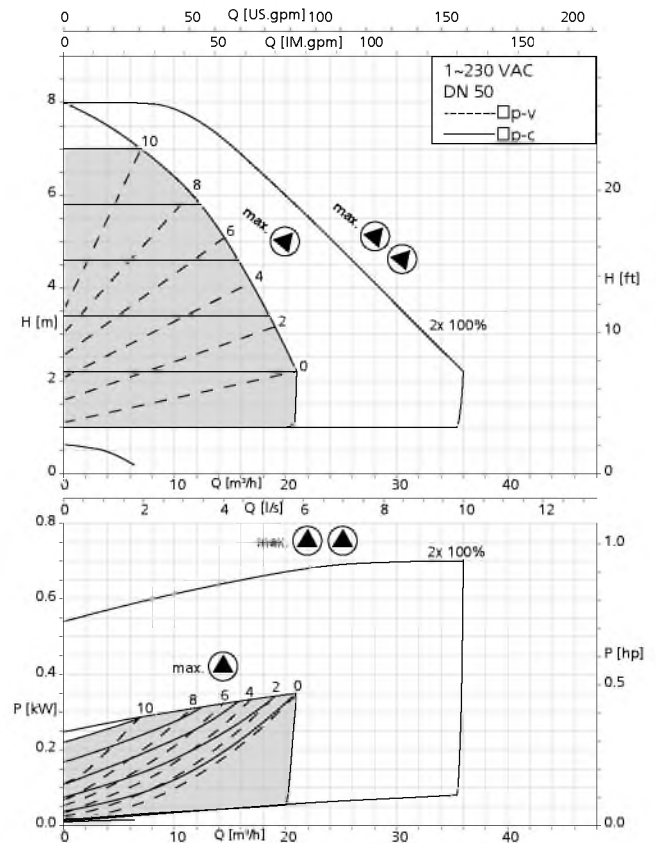 Q [US.gpm]
0 50 100 150 200
Q [IM.gpm]
0 50 100 150
1~230 VAC
DN 50
□p-v
□p-c
8
6
H [m]
2
0
10
8
6
4
2
0
max.
max.
2x 100%
20
H [ft]
10
0
0 10 20 30 40
Q [m³/h]
Q [l/s]
0 2 4 6 8 10 12
0.8
0.6
0.4
P [kW]
0.2
0.0
2x 100%
max.
10 8 6 4 2 0
1.0
P [hp]
0.5
0.0
0 10 20 30 40
Q [m³/h]